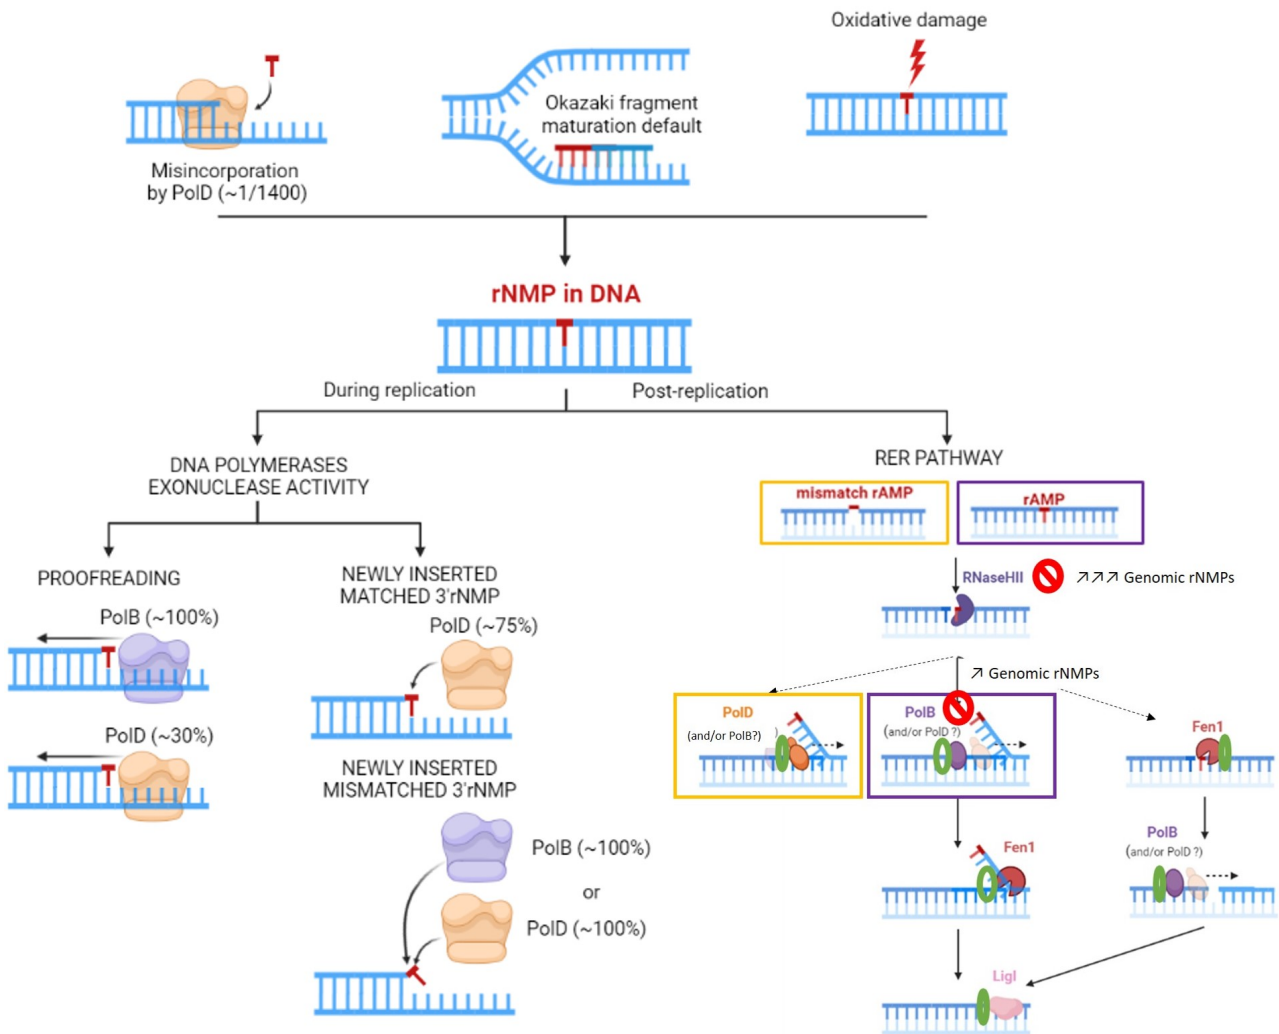 Oxidative damage
Okazaki fragment
maturation default
Misincorporation
by PolD (~1/1400)
rNMP in DNA
During replication
Post-replication
DNA POLYMERASES
EXONUCLEASE ACTIVITY
PROOFREADING
PolB (~100%)
PolD (~30%)
NEWLY INSERTED
MATCHED 3'rNMP
PolD (~75%)
NEWLY INSERTED
MISMATCHED 3'rNMP
PolB (~100%)
or
PolD (~100%)
RER PATHWAY
mismatch rAMP
rAMP
RNaseHII
↗↗↗ Genomic rNMPs
↗ Genomic rNMPs
PolD
(and/or PolB?)
PolB
(and/or PolD ?)
Fen1
Fen1
PolB
(and/or PolD ?)
LigI